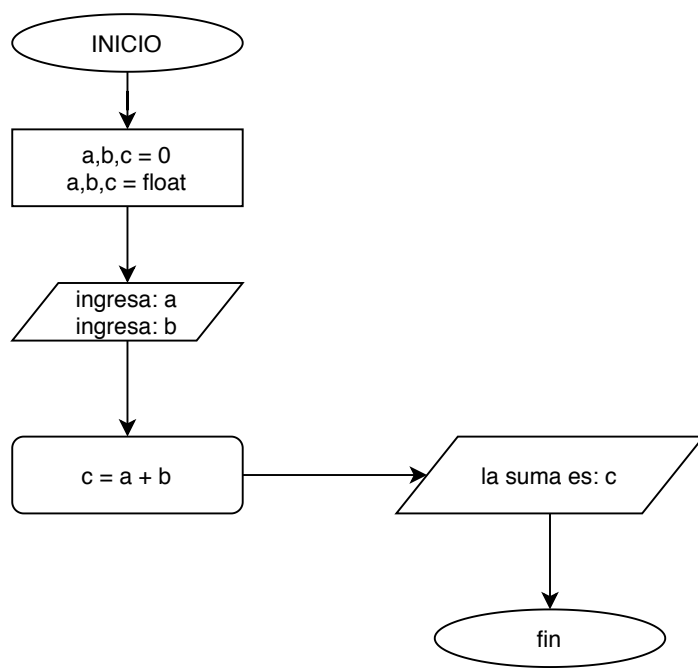 INICIO
a,b,c = 0
a,b,c = float
ingresa: a
ingresa: b
c = a + b
la suma es: c
fin